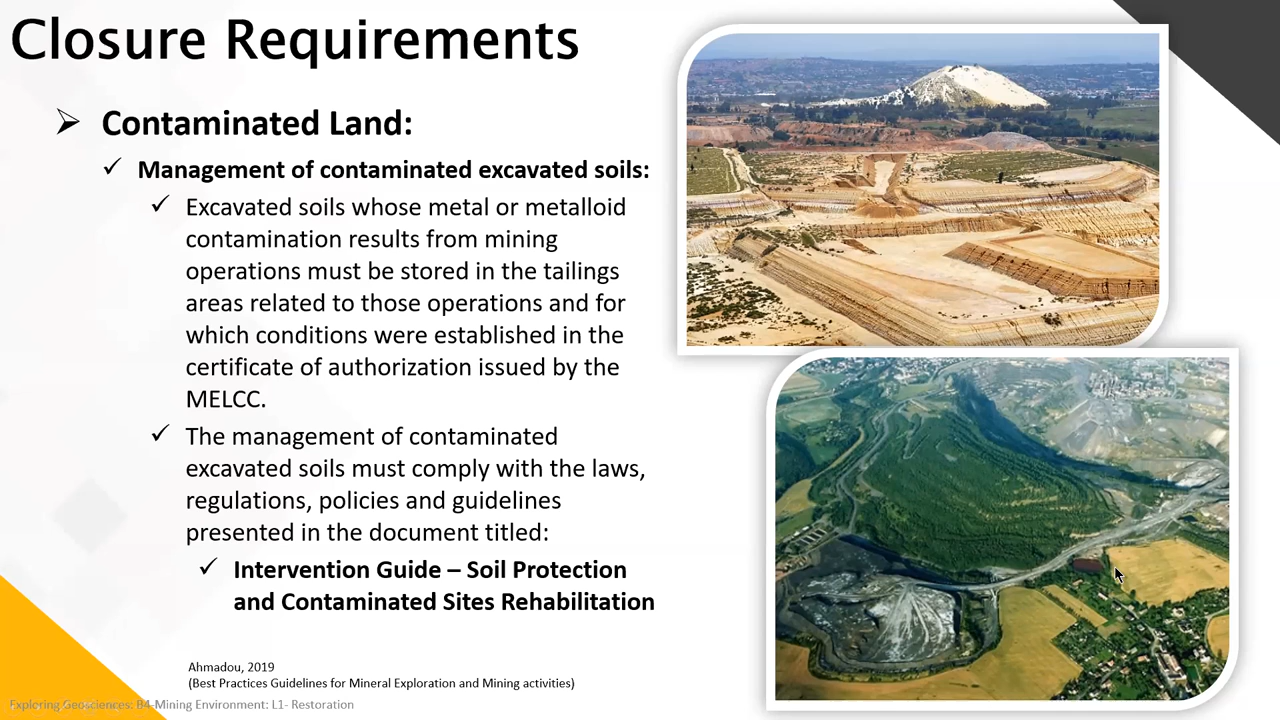 Closure Requirements
Contaminated Land:
Management of contaminated excavated soils:
Excavated soils whose metal or metalloid
contamination results from mining
operations must be stored in the tailings
areas related to those operations and for
which conditions were established in the
certificate of authorization issued by the
MELCC.
The management of contaminated
excavated soils must comply with the laws,
regulations, policies and guidelines
presented in the document titled:
Intervention Guide – Soil Protection
and Contaminated Sites Rehabilitation
Ahmadou, 2019
(Best Practices Guidelines for Mineral Exploration and Mining activities)
Exploring Geosciences: B4-Mining Environment: L1- Restoration